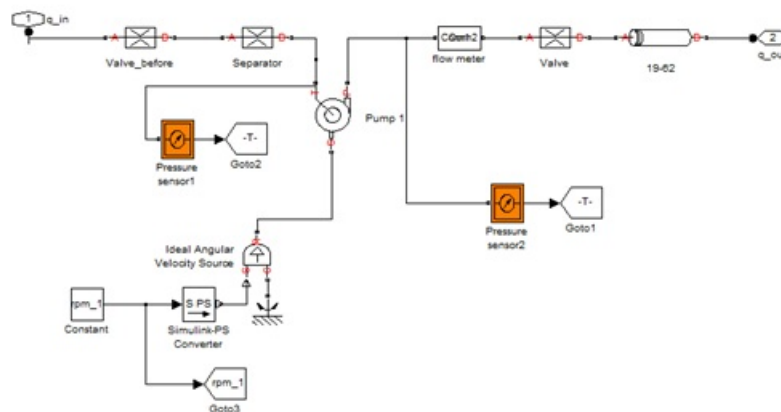 1
q_in
A
B
Valve_before
A
B
Separator
T
P
S
Pump 1
flow meter
A
B
Valve
A
B
19-62
2
q_ou
Pressure
sensor1
-T-
Goto2
Pressure
sensor2
-T-
Goto1
Ideal Angular
Velocity Source
R
S
C
rpm_1
Constant
S PS
Simulink-PS
Converter
rpm_1
Goto3